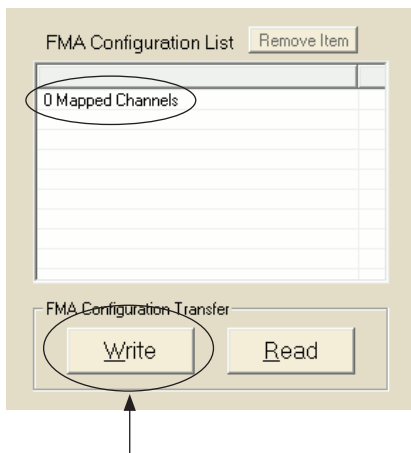 FMA Configuration List Remove Item
0 Mapped Channels
FMA Configuration Transfer
Write Read